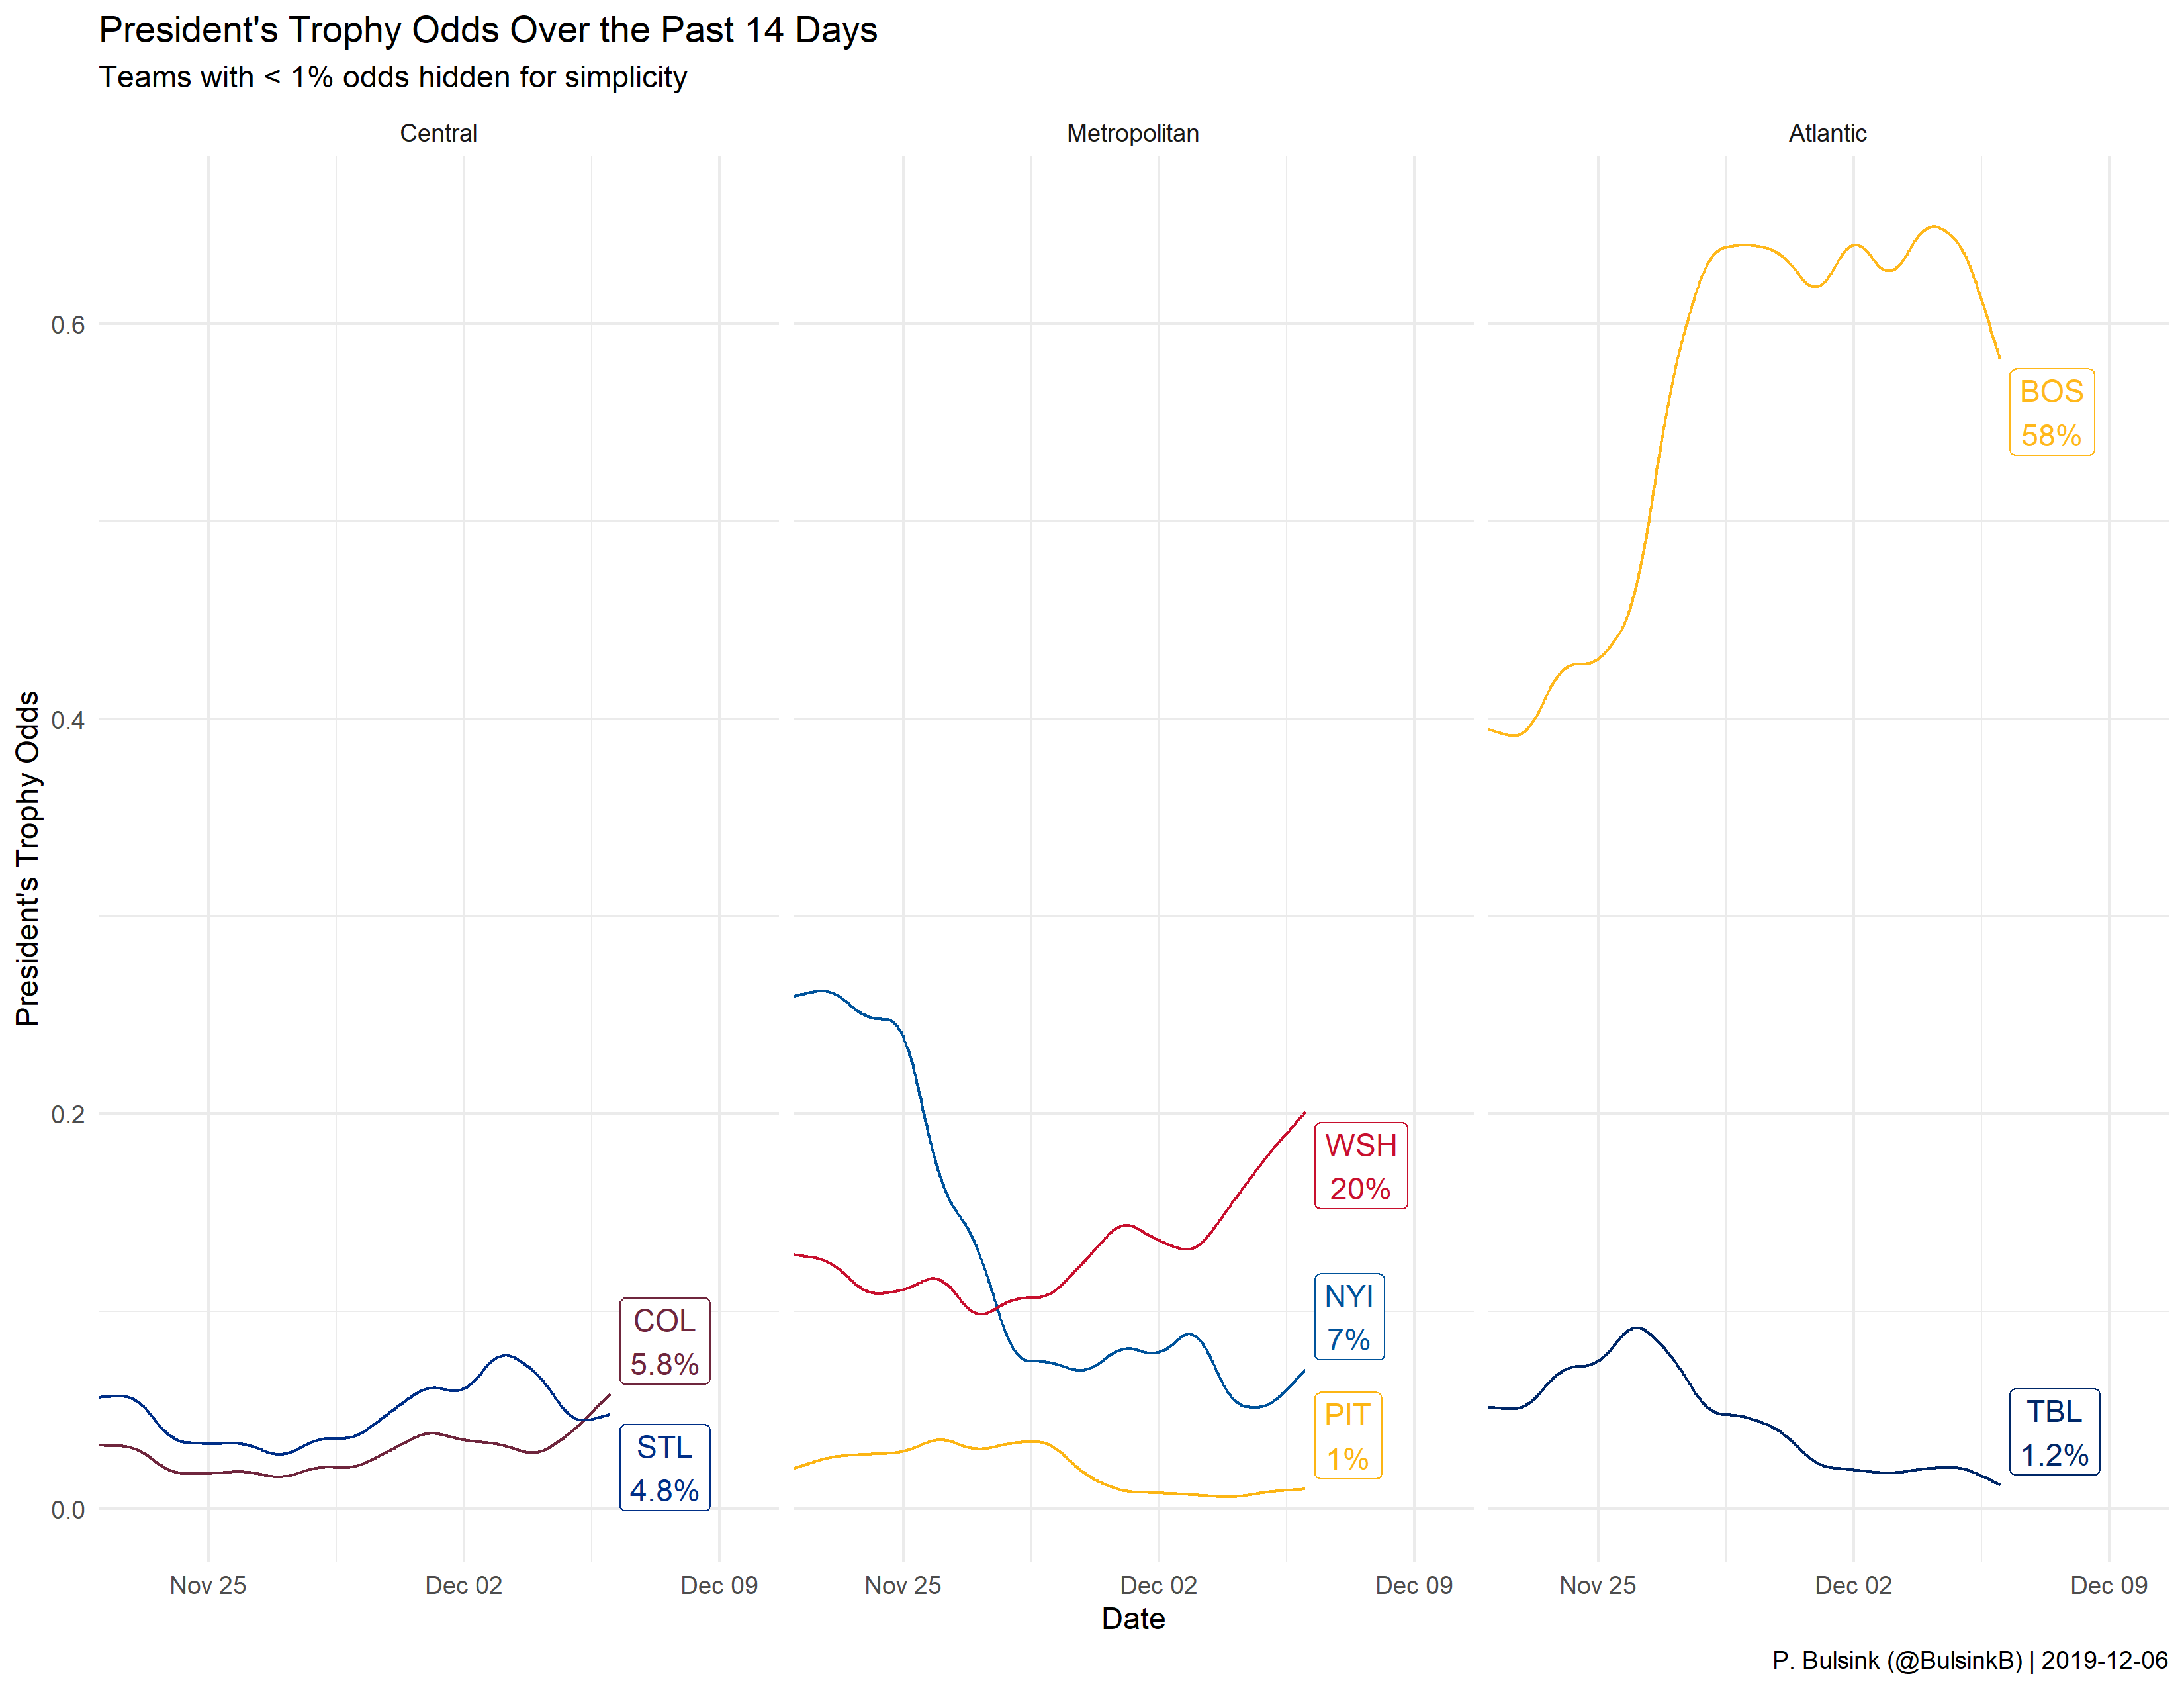 President's Trophy Odds Over the Past 14 Days
Teams with < 1% odds hidden for simplicity
Central
Metropolitan
Atlantic
President's Trophy Odds
0.6
0.4
0.2
0.0
COL
5.8%
STL
4.8%
WSH
20%
NYI
7%
PIT
1%
BOS
58%
TBL
1.2%
Nov 25
Dec 02
Dec 09
Nov 25
Dec 02
Dec 09
Nov 25
Dec 02
Dec 09
Date
P. Bulsink (@BulsinkB) | 2019-12-06